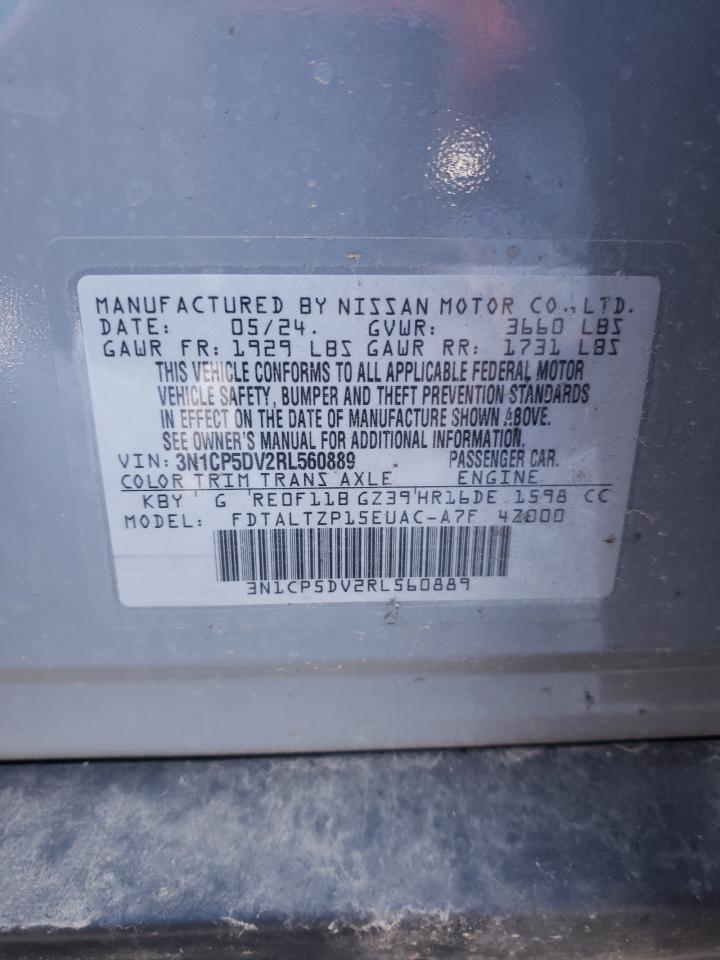 MANUFACTURED BY NISSAN MOTOR CO.,LTD.
DATE: 05/24. GVWR: 3660 LBS
GAWR FR: 1929 LBS GAWR RR: 1731 LBS
THIS VEHICLE CONFORMS TO ALL APPLICABLE FEDERAL MOTOR
VEHICLE SAFETY, BUMPER AND THEFT PREVENTION STANDARDS
IN EFFECT ON THE DATE OF MANUFACTURE SHOWN ABOVE.
SEE OWNER'S MANUAL FOR ADDITIONAL INFORMATION.
VIN: 3N1CP5DV2RL560889 PASSENGER CAR.
COLOR TRIM TRANS AXLE ENGINE
KBY G RE0F11B GZ39 HR16DE 1598 CC
MODEL: FDTALTZP15EUAC-A7F 4Z000
3N1CP5DV2RL560889